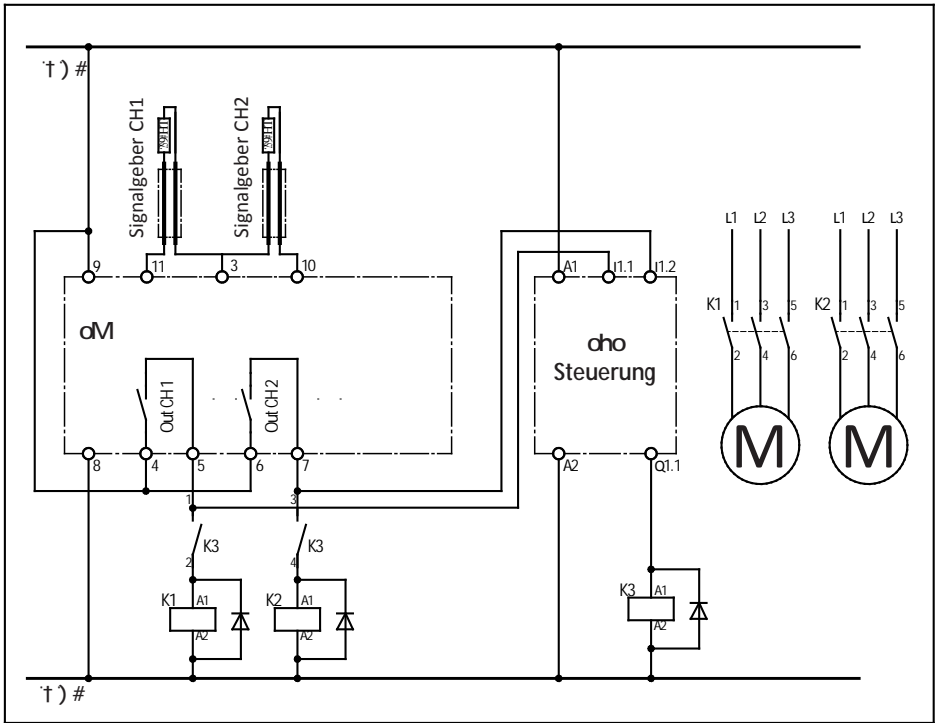 Signalgeber CH1
Signalgeber CH2
L1 L2 L3 L1 L2 L3
9 11 3 10 A1 I1.1 I1.2
K1 1 3 5 K2 1 3 5
2 4 6 2 4 6
Steuerung
Out CH1
Out CH2
M M
8 4 5 6 7 A2 Q1.1
1 3
K3 K3
2 4
K1 A1 K2 A1 K3 A1
A2 A2 A2